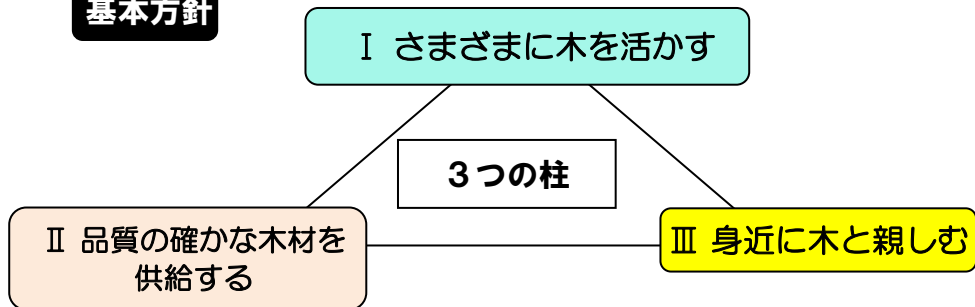 基本方針
Ⅰ さまざまに木を活かす
３つの柱
Ⅱ 品質の確かな木材を
供給する
Ⅲ 身近に木と親しむ